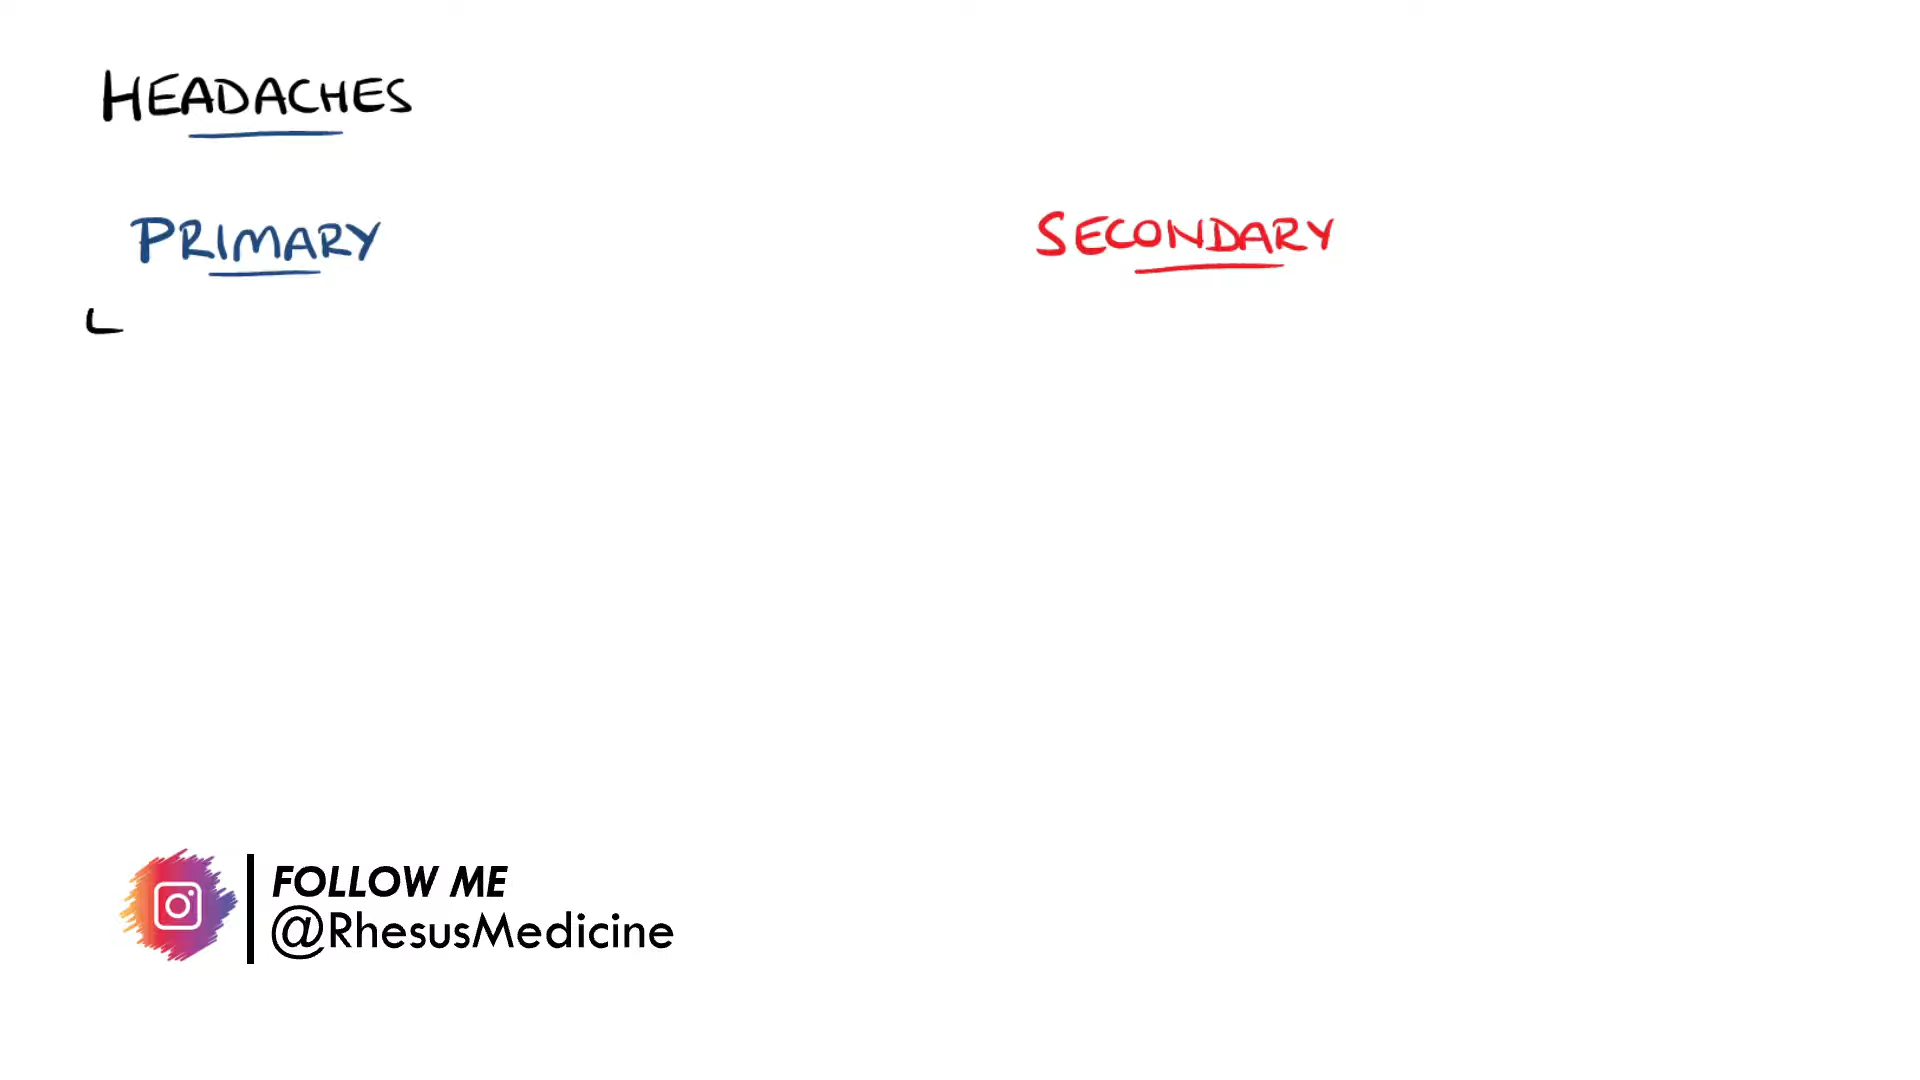 HEADACHES
PRIMARY
SECONDARY
FOLLOW ME
@RhesusMedicine